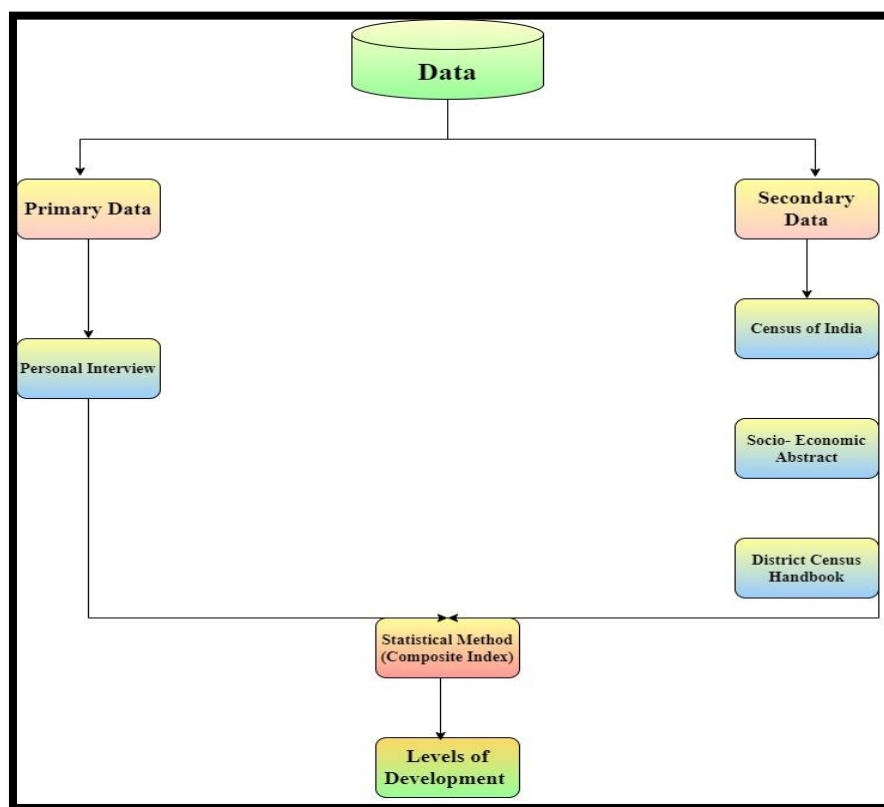 Data
Primary Data
Secondary
Data
Census of India
Personal Interview
Socio- Economic
Abstract
District Census
Handbook
Statistical Method
(Composite Index)
Levels of
Development